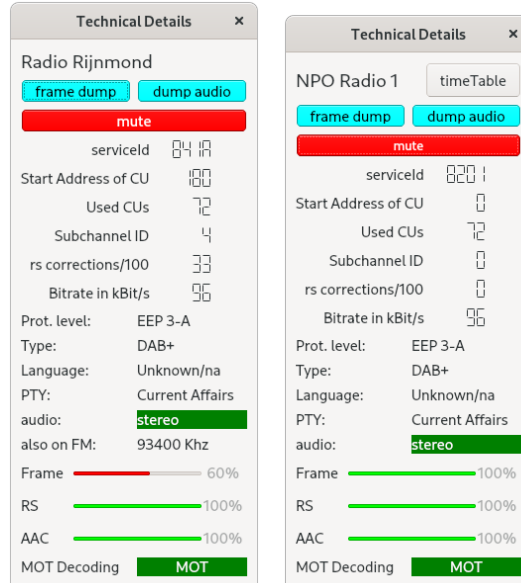 Technical Details ×
Radio Rijnmond
frame dump dump audio
mute
serviceId 841A
Start Address of CU 180
Used CUs 72
Subchannel ID 4
rs corrections/100 33
Bitrate in kBit/s 96
Prot. level: EEP 3-A
Type: DAB+
Language: Unknown/na
PTY: Current Affairs
audio: stereo
also on FM: 93400 Khz
Frame 60%
RS 100%
AAC 100%
MOT Decoding MOT
Technical Details ×
NPO Radio 1 timeTable
frame dump dump audio
mute
serviceId 8201
Start Address of CU 0
Used CUs 72
Subchannel ID 0
rs corrections/100 0
Bitrate in kBit/s 96
Prot. level: EEP 3-A
Type: DAB+
Language: Unknown/na
PTY: Current Affairs
audio: stereo
Frame 100%
RS 100%
AAC 100%
MOT Decoding MOT